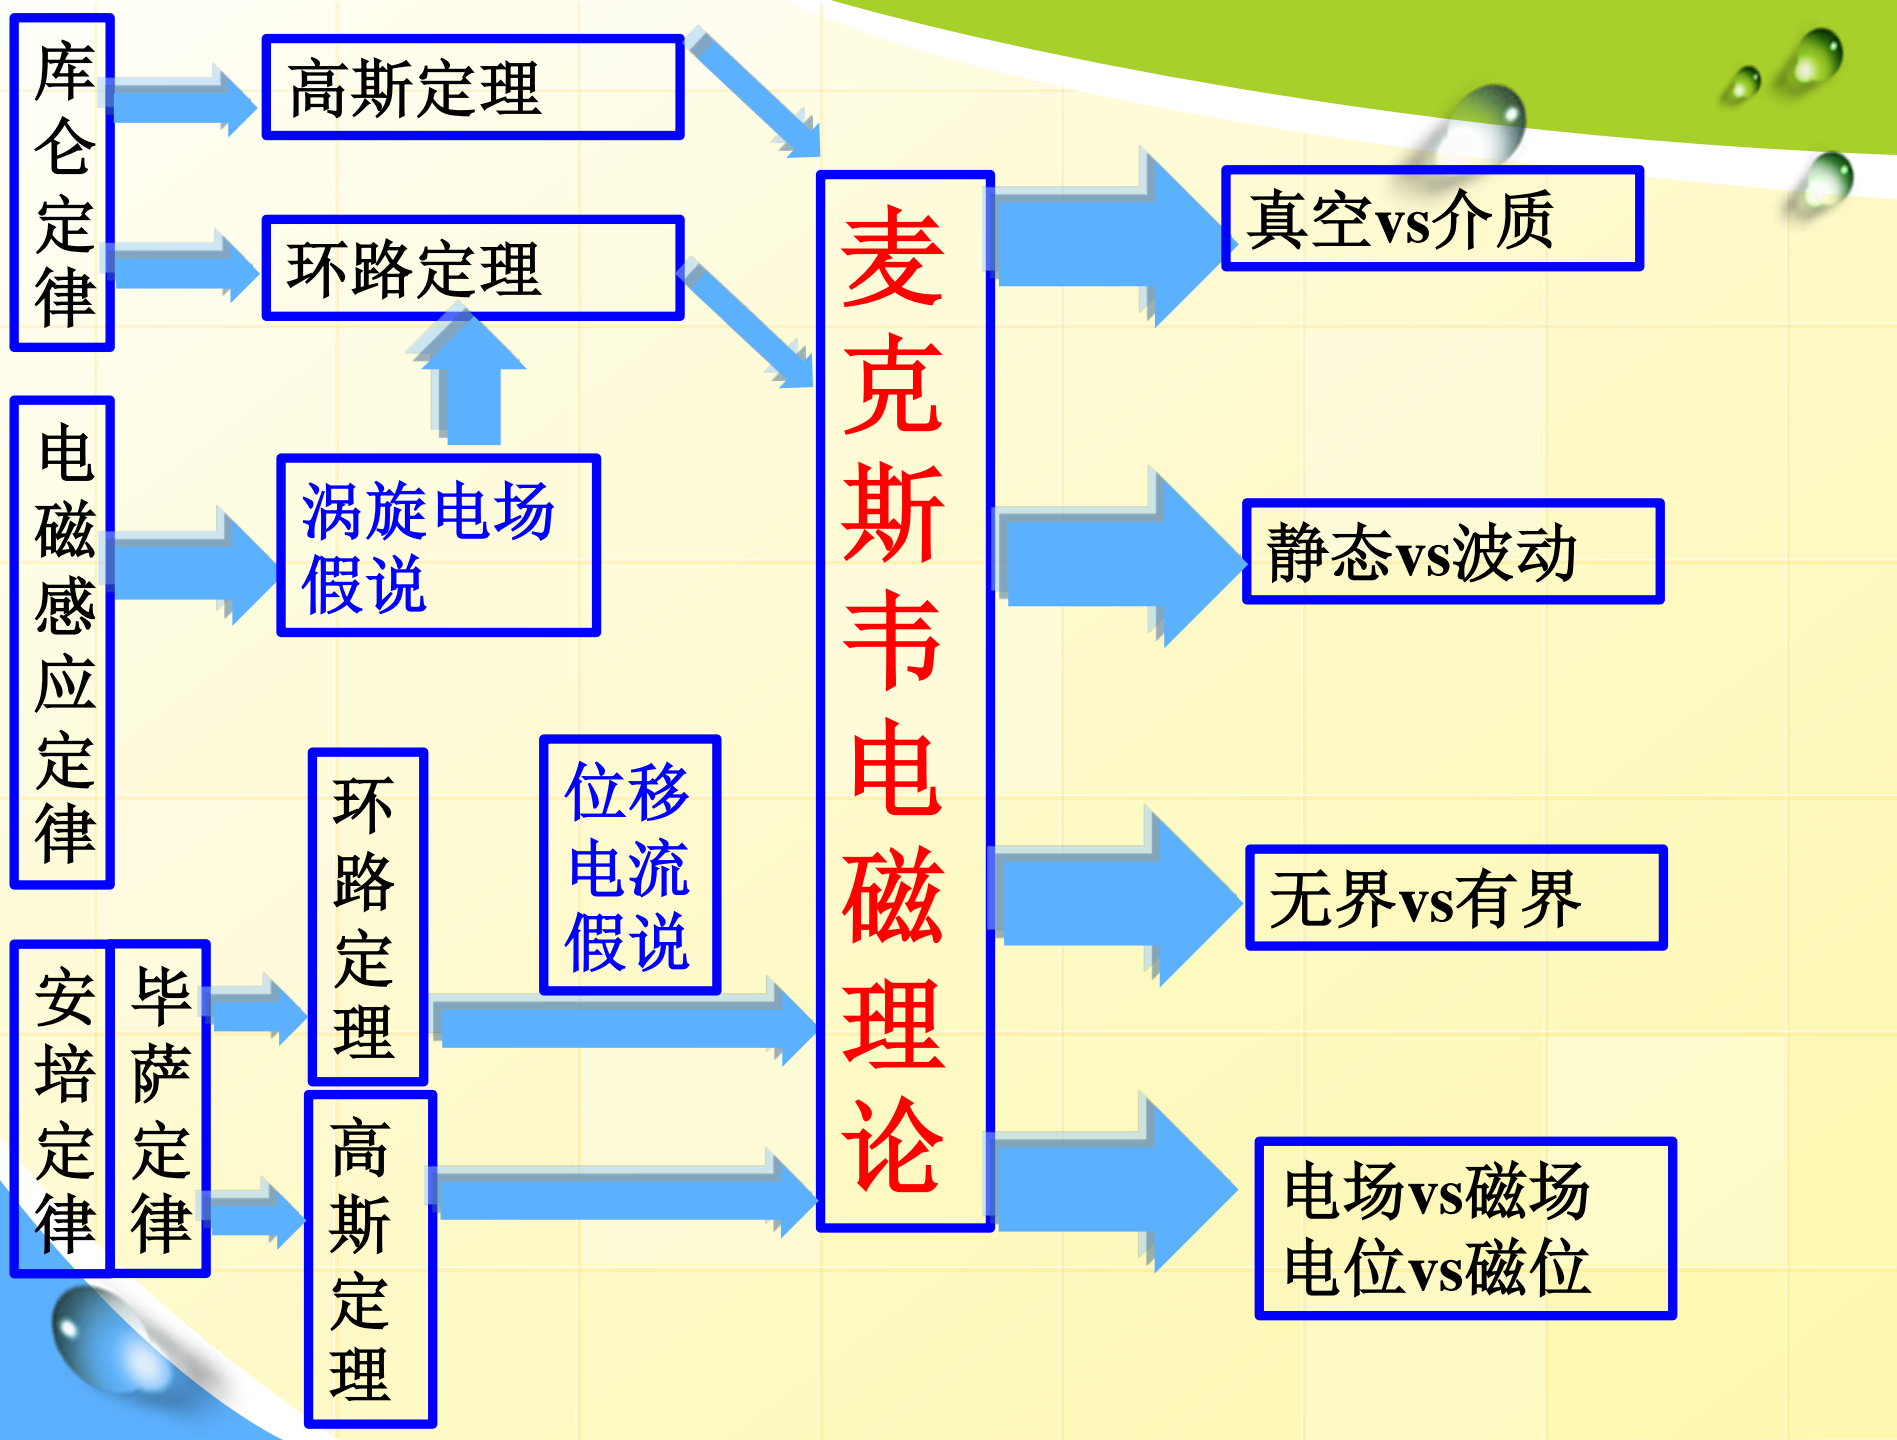 库仑定律
高斯定理
环路定理
电磁感应定律
涡旋电场
假说
安培定律
毕萨定律
环路定理
高斯定理
位移
电流
假说
麦克斯韦电磁理论
真空vs介质
静态vs波动
无界vs有界
电场vs磁场
电位vs磁位